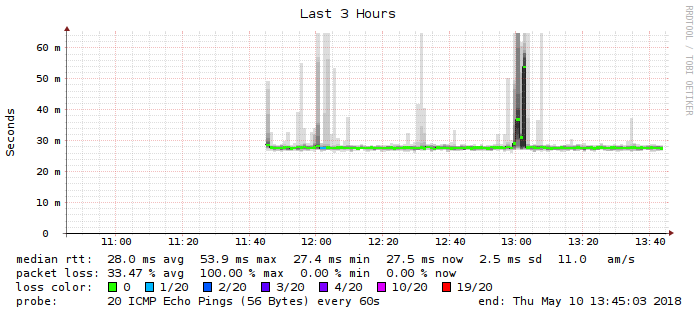 Last 3 Hours
RRDTOOL / TOBI OETIKER
Seconds
60 m
50 m
40 m
30 m
20 m
10 m
0
11:00 11:20 11:40 12:00 12:20 12:40 13:00 13:20 13:40
median rtt: 28.0 ms avg 53.9 ms max 27.4 ms min 27.5 ms now 2.5 ms sd 11.0 am/s
packet loss: 33.47 % avg 100.00 % max 0.00 % min 0.00 % now
loss color: 0 1/20 2/20 3/20 4/20 10/20 19/20
probe: 20 ICMP Echo Pings (56 Bytes) every 60s end: Thu May 10 13:45:03 2018